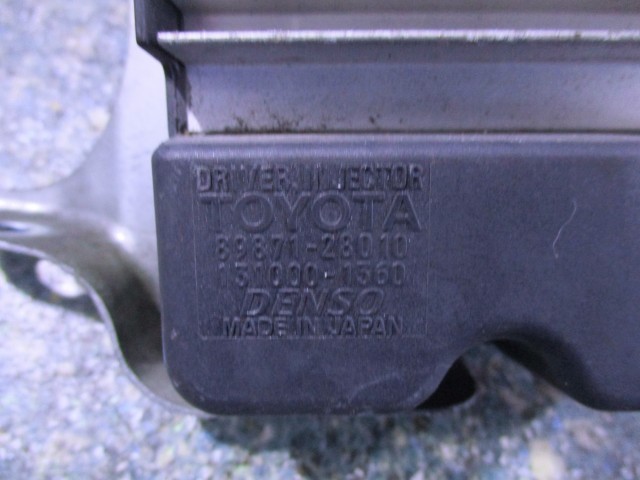 DRIVER, INJECTOR
TOYOTA
89871-28010
131000-1360
DENSO
MADE IN JAPAN